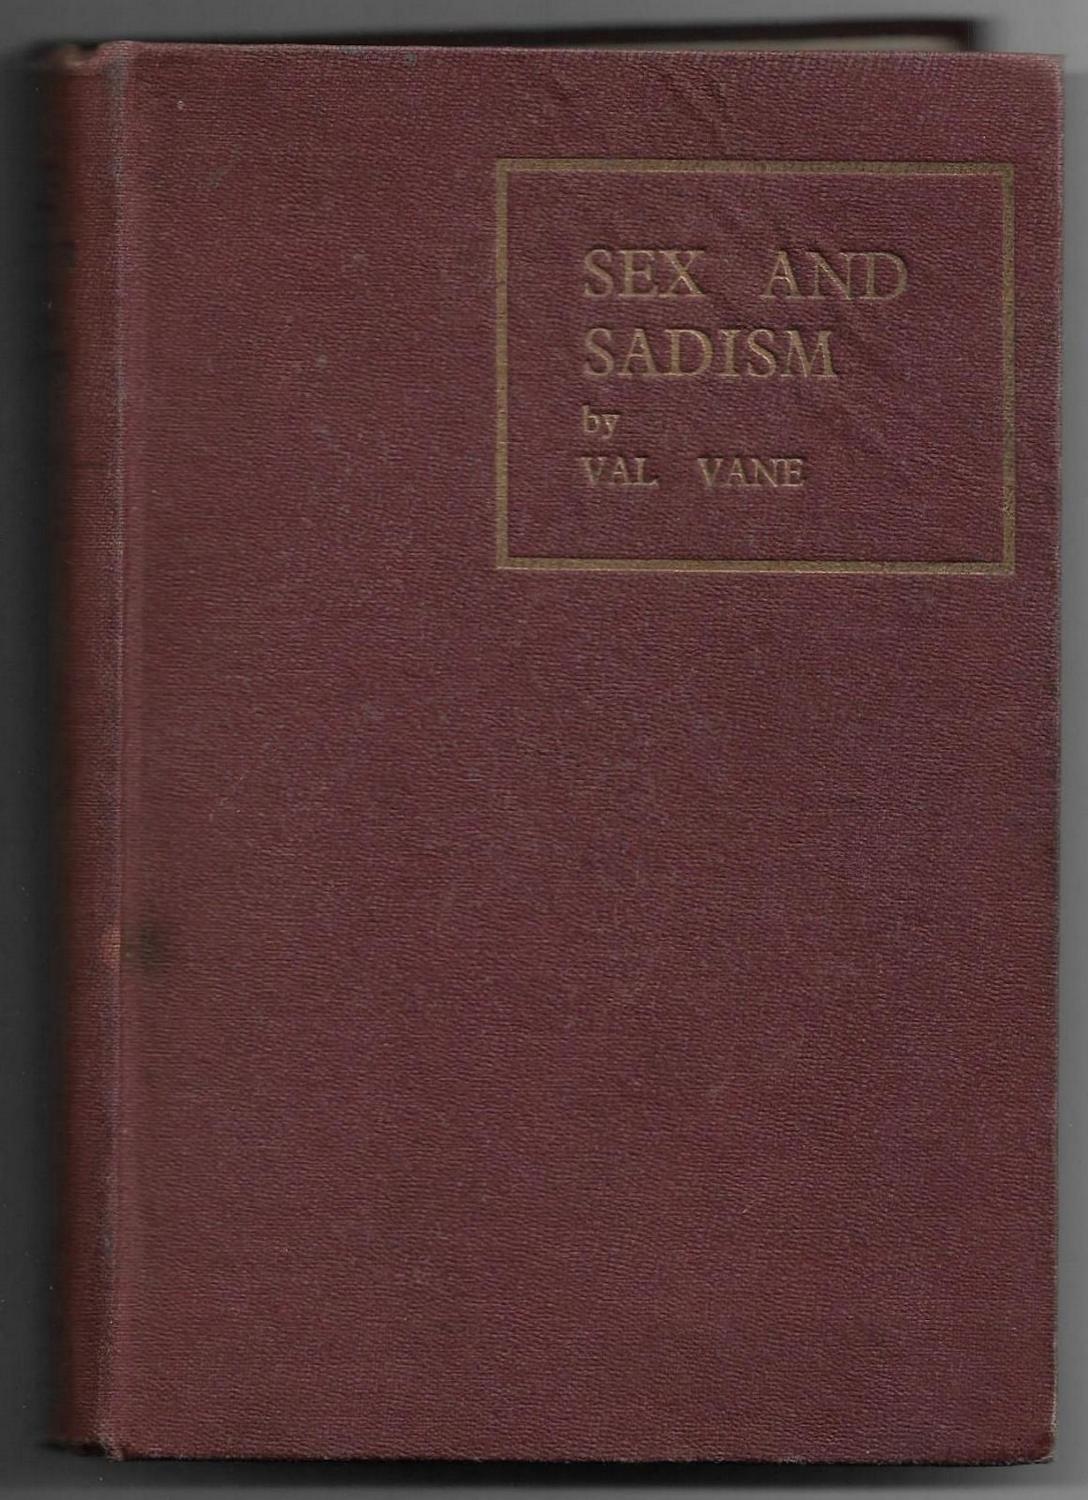 SEX AND
SADISM
by
VAL VANE